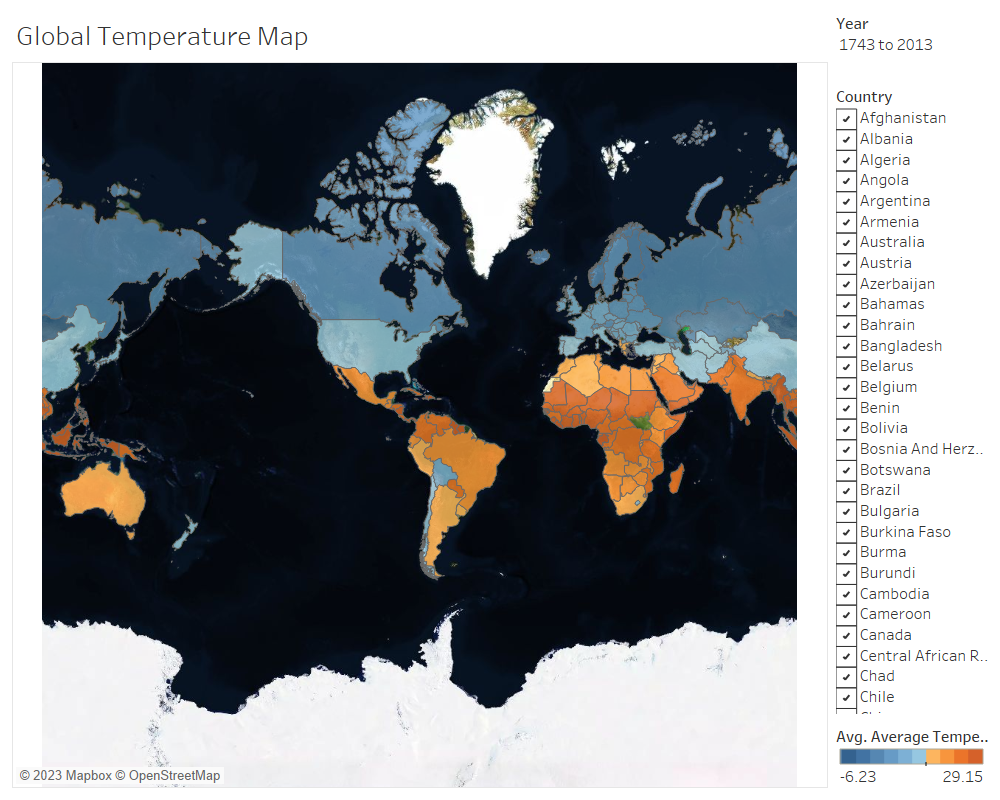 Global Temperature Map
Year
1743 to 2013
Country
Afghanistan
Albania
Algeria
Angola
Argentina
Armenia
Australia
Austria
Azerbaijan
Bahamas
Bahrain
Bangladesh
Belarus
Belgium
Benin
Bolivia
Bosnia And Herz..
Botswana
Brazil
Bulgaria
Burkina Faso
Burma
Burundi
Cambodia
Cameroon
Canada
Central African R..
Chad
Chile
Avg. Average Tempe..
-6.23 29.15
© 2023 Mapbox © OpenStreetMap